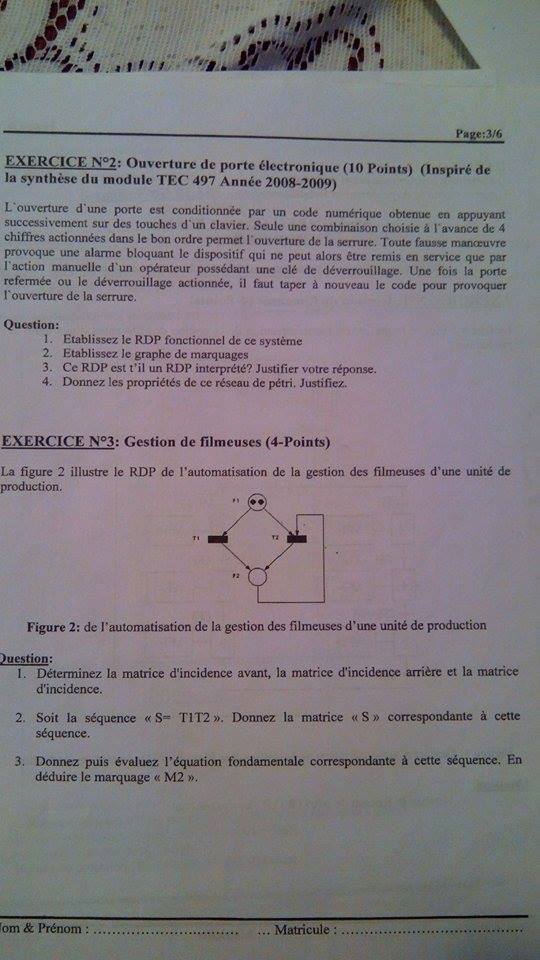 Page:3/6
EXERCICE N°2: Ouverture de porte électronique (10 Points) (Inspiré de
la synthèse du module TEC 497 Année 2008-2009)
L'ouverture d'une porte est conditionnée par un code numérique obtenue en appuyant
successivement sur des touches d'un clavier. Seule une combinaison choisie à l'avance de 4
chiffres actionnées dans le bon ordre permet l'ouverture de la serrure. Toute fausse manœuvre
provoque une alarme bloquant le dispositif qui ne peut alors être remis en service que par
l'action manuelle d'un opérateur possédant une clé de déverrouillage. Une fois la porte
refermée ou le déverrouillage actionnée, il faut taper à nouveau le code pour provoquer
l'ouverture de la serrure.
Question:
1. Etablissez le RDP fonctionnel de ce système
2. Etablissez le graphe de marquages
3. Ce RDP est t'il un RDP interprété? Justifier votre réponse.
4. Donnez les propriétés de ce réseau de pétri. Justifiez.
EXERCICE N°3: Gestion de filmeuses (4-Points)
La figure 2 illustre le RDP de l'automatisation de la gestion des filmeuses d'une unité de
production.
P1
T1 T2
P2
Figure 2: de l'automatisation de la gestion des filmeuses d'une unité de production
Question:
1. Déterminez la matrice d'incidence avant, la matrice d'incidence arrière et la matrice
d'incidence.
2. Soit la séquence « S= T1T2 ». Donnez la matrice « S » correspondante à cette
séquence.
3. Donnez puis évaluez l'équation fondamentale correspondante à cette séquence. En
déduire le marquage « M2 ».
Nom & Prénom : ................................ ... Matricule : ........................................